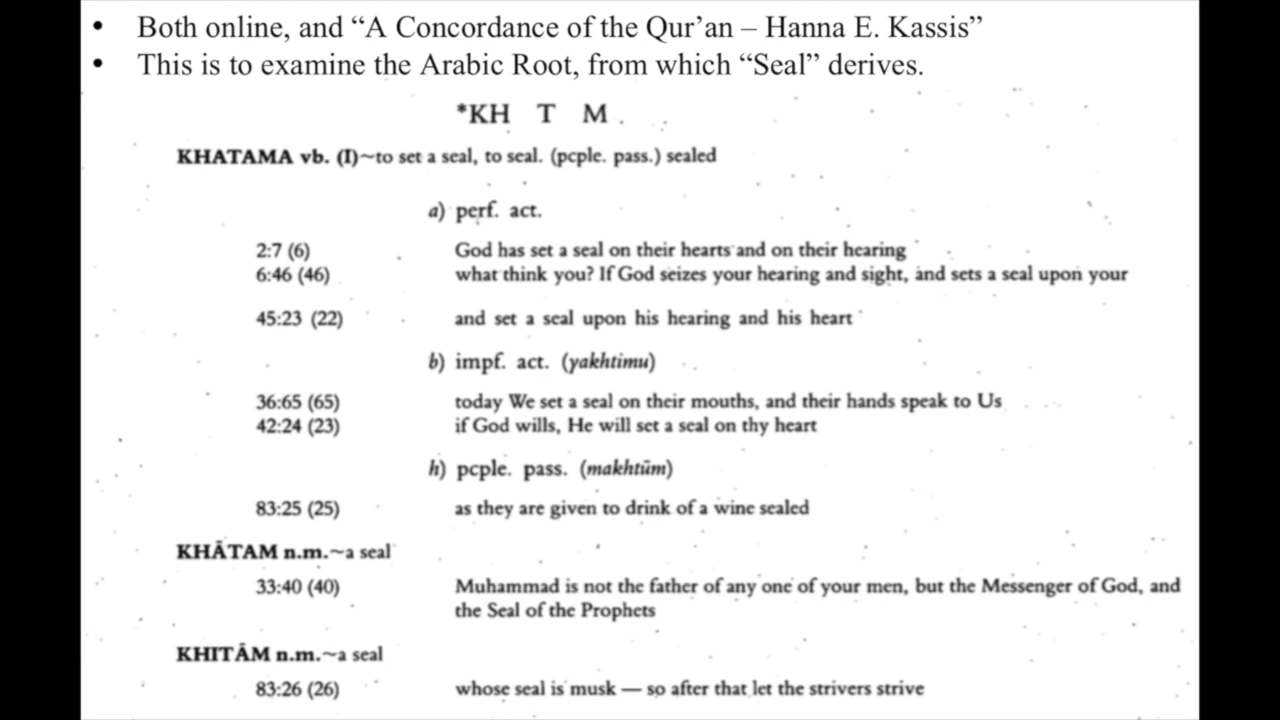 • Both online, and “A Concordance of the Qur’an – Hanna E. Kassis”
• This is to examine the Arabic Root, from which “Seal” derives.
*KH T M .
KHATAMA vb. (I)~to set a seal, to seal. (pcple. pass.) sealed
a) perf. act.
2:7 (6) God has set a seal on their hearts and on their hearing
6:46 (46) what think you? If God seizes your hearing and sight, and sets a seal upon your
45:23 (22) and set a seal upon his hearing and his heart
b) impf. act. (yakhtimu)
36:65 (65) today We set a seal on their mouths, and their hands speak to Us
42:24 (23) if God wills, He will set a seal on thy heart
h) pcple. pass. (makhtūm)
83:25 (25) as they are given to drink of a wine sealed
KHĀTAM n.m.~a seal
33:40 (40) Muhammad is not the father of any one of your men, but the Messenger of God, and
the Seal of the Prophets
KHITĀM n.m.~a seal
83:26 (26) whose seal is musk — so after that let the strivers strive